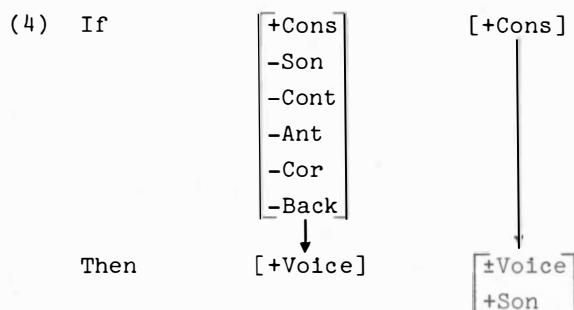 (4) If [+Cons [+Cons]
-Son
-Cont
-Ant
-Cor
-Back]
Then [+Voice] [±Voice
+Son